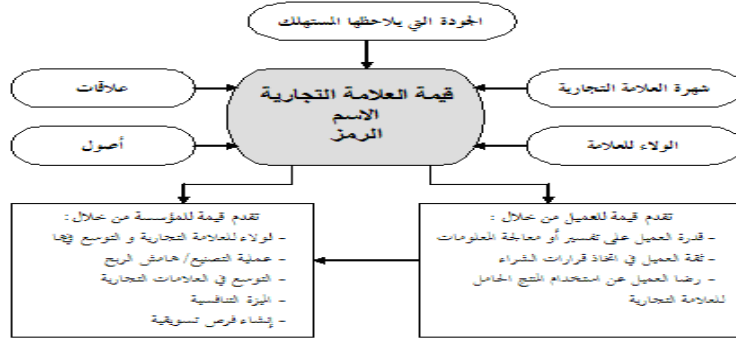 الجودة التي يلاحظها المستهلك
شهرة العلامة التجارية
علاقات
قيمة العلامة التجارية
الاسم
الرمز
الولاء للعلامة
أصول
تقدم قيمة للعميل من خلال :
- قدرة العميل على تفسير أو معالجة المعلومات
- ثقة العميل في اتخاذ قرارات الشراء
- رضا العميل عن استخدام المنتج الحامل
للعلامة التجارية
تقدم قيمة للمؤسسة من خلال :
- لولاء للعلامة التجارية و التوسع فيها
- عملية التصنيع/ هامش الربح
- التوسع في العلامات التجارية
- الميزة التنافسية
- إنشاء فرص تسويقية